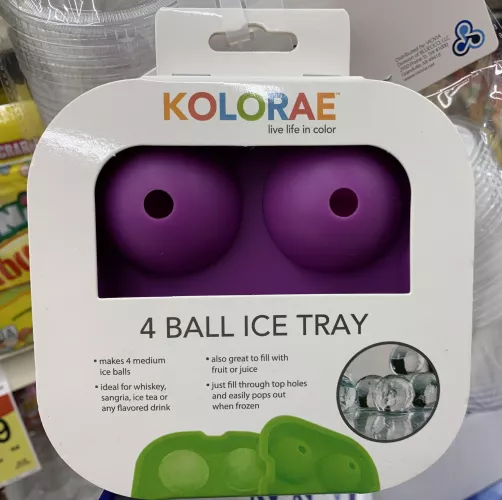 KOLORAE™
live life in color
4 BALL ICE TRAY
• makes 4 medium
ice balls
• ideal for whiskey,
sangria, ice tea or
any flavored drink
• also great to fill with
fruit or juice
• just fill through top holes
and easily pops out
when frozen
9